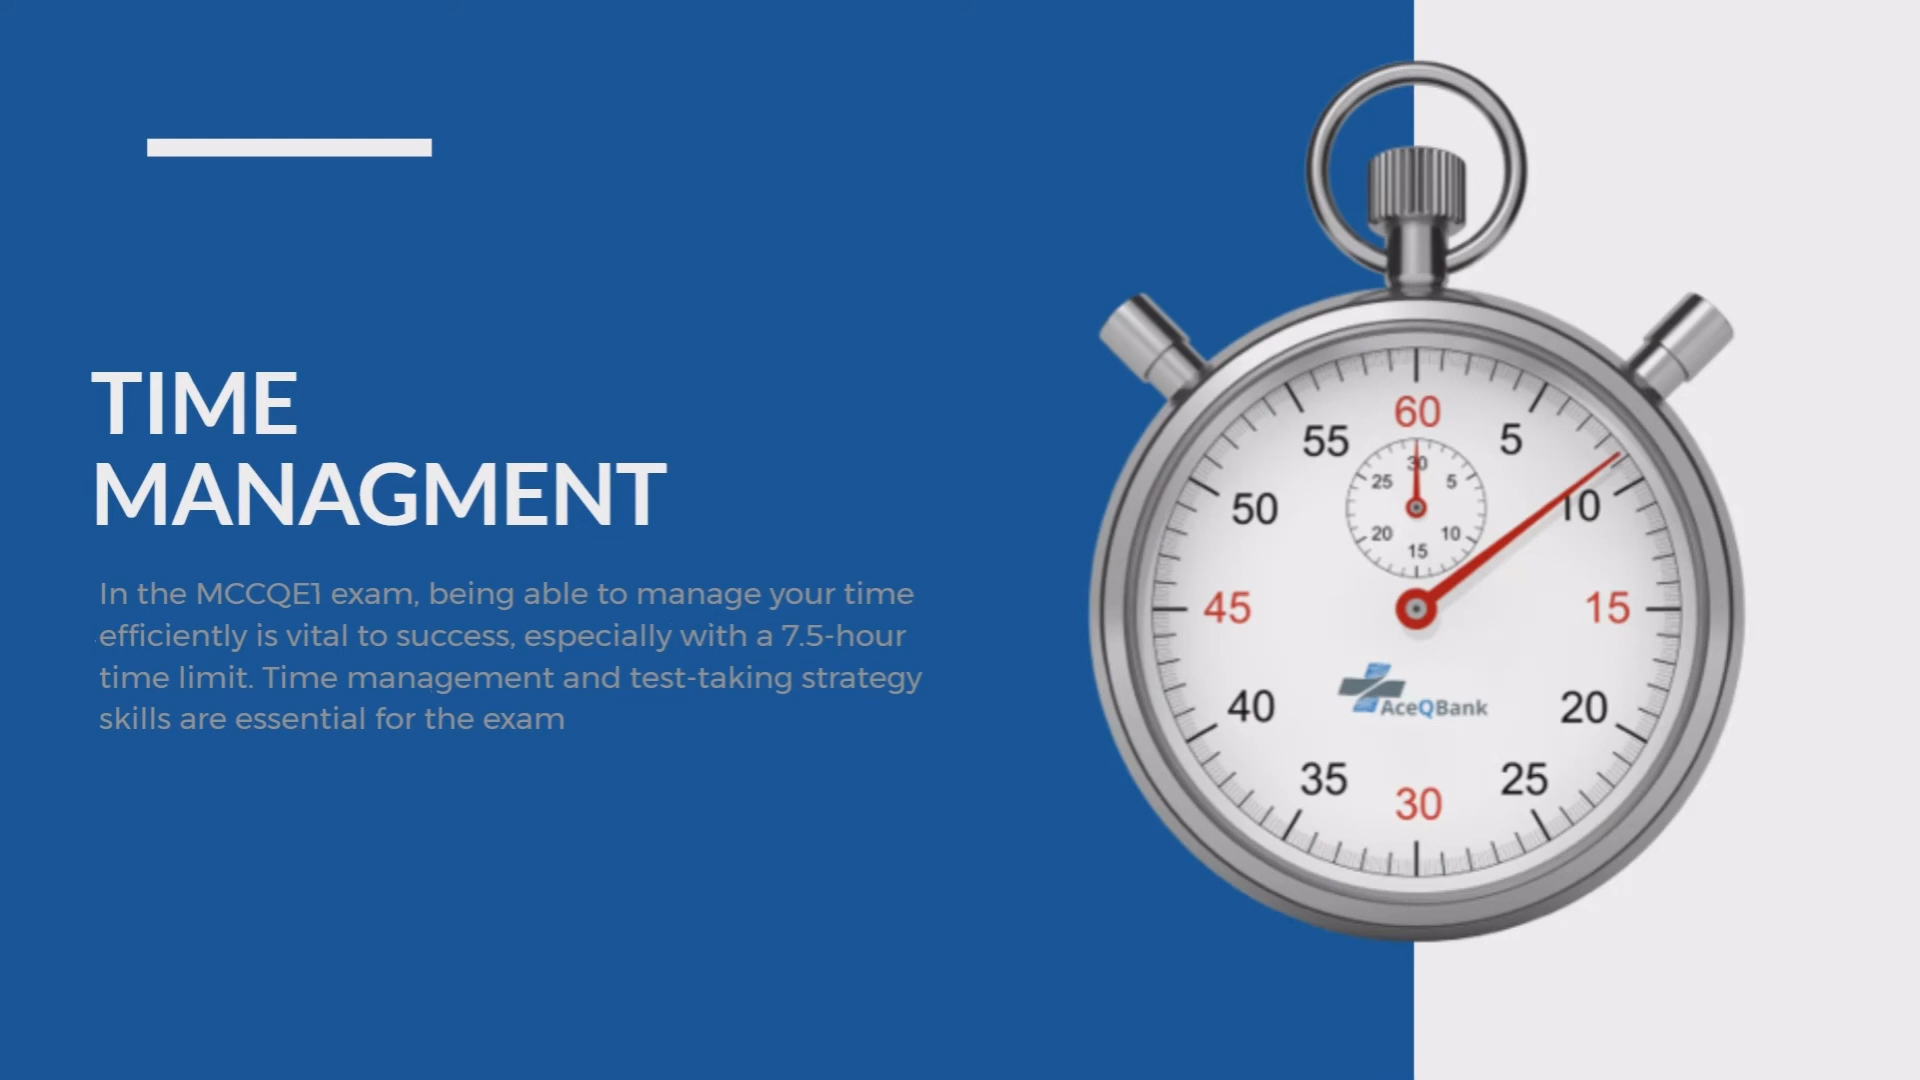 TIME
MANAGMENT
In the MCCQE1 exam, being able to manage your time
efficiently is vital to success, especially with a 7.5-hour
time limit. Time management and test-taking strategy
skills are essential for the exam
60
55
5
30
25
5
50
10
20
10
15
45
15
40
AceQBank
20
35
25
30